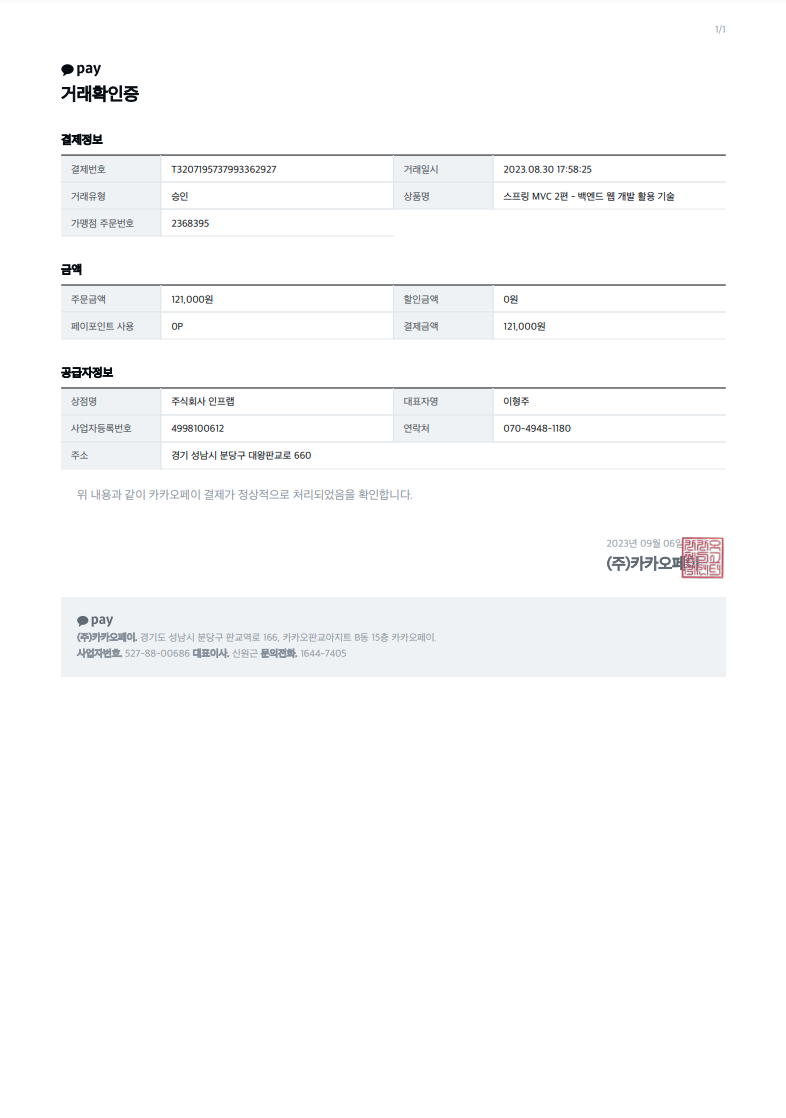 1/1
pay
거래확인증
결제정보
결제번호 T3207195737993362927 거래일시 2023.08.30 17:58:25
거래유형 승인 상품명 스프링 MVC 2편 - 백엔드 웹 개발 활용 기술
가맹점 주문번호 2368395
금액
주문금액 121,000원 할인금액 0원
페이포인트 사용 0P 결제금액 121,000원
공급자정보
상점명 주식회사 인프랩 대표자명 이형주
사업자등록번호 4998100612 연락처 070-4948-1180
주소 경기 성남시 분당구 대왕판교로 660
위 내용과 같이 카카오페이 결제가 정상적으로 처리되었음을 확인합니다.
2023년 09월 06일
(주)카카오페이
pay
(주)카카오페이. 경기도 성남시 분당구 판교역로 166, 카카오판교아지트 B동 15층 카카오페이.
사업자번호. 527-88-00686 대표이사. 신원근 문의전화. 1644-7405